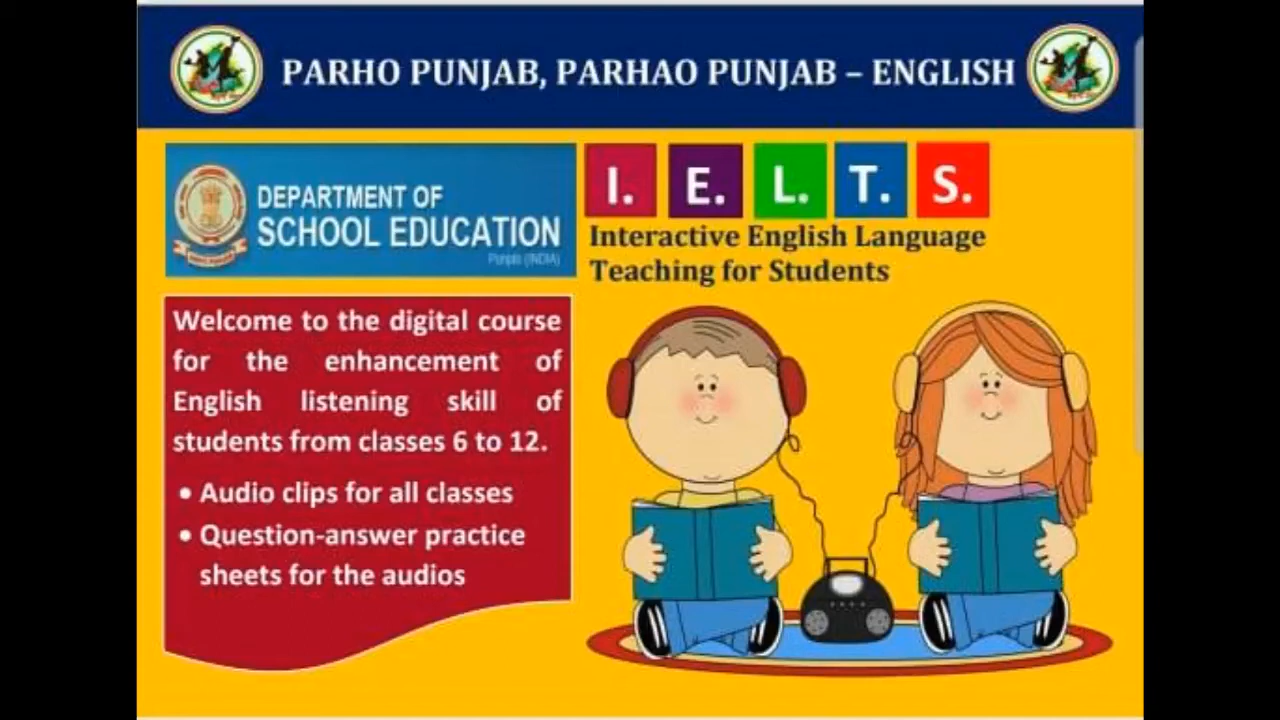 PARHO PUNJAB, PARHAO PUNJAB – ENGLISH
DEPARTMENT OF
SCHOOL EDUCATION
Punjab (INDIA)
I. E. L. T. S.
Interactive English Language
Teaching for Students
Welcome to the digital course
for the enhancement of
English listening skill of
students from classes 6 to 12.
• Audio clips for all classes
• Question-answer practice
sheets for the audios